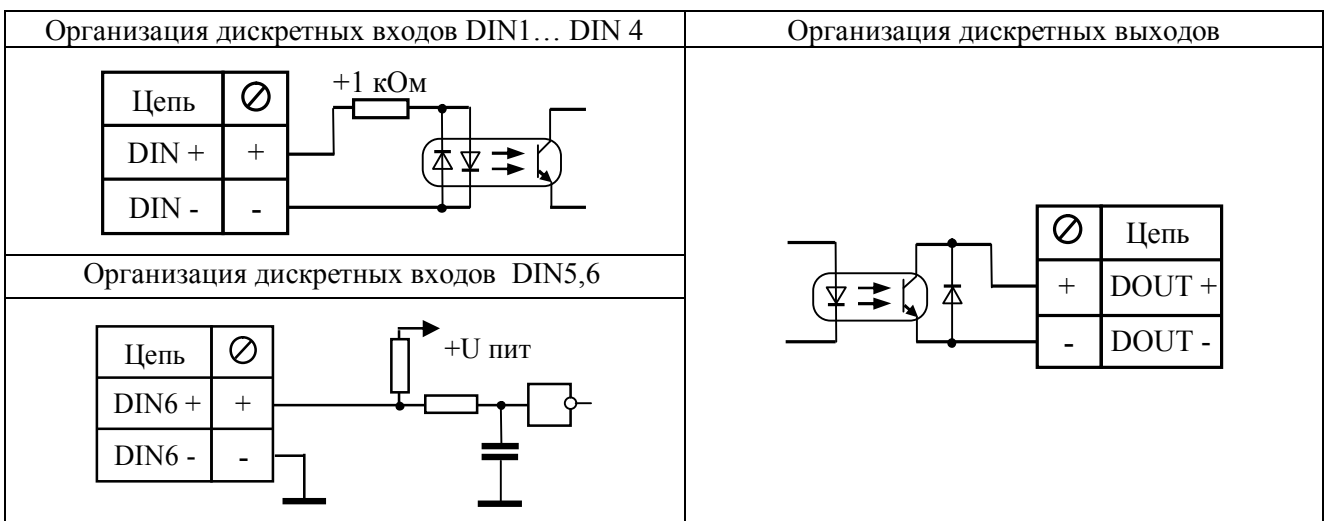 Организация дискретных входов DIN1… DIN 4
Цепь
DIN + +
DIN - -
+1 кОм
Организация дискретных входов DIN5,6
Цепь
DIN6 + +
DIN6 - -
+U пит
Организация дискретных выходов
Цепь
+ DOUT +
- DOUT -